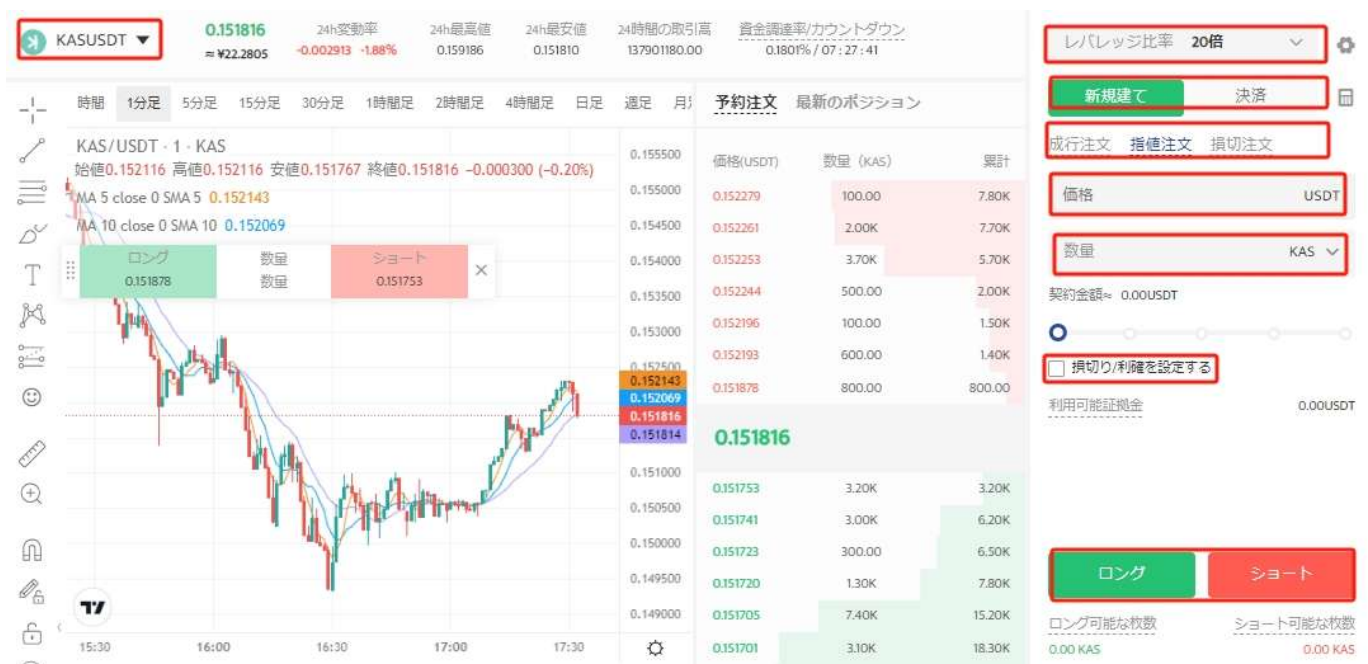 KASUSDT ▼
0.151816
≈ ¥22.2805
24h変動率
-0.002913 -1.88%
24h最高値
0.159186
24h最安値
0.151810
24時間の取引高
137901180.00
資金調達率/カウントダウン
0.1801% / 07 : 27 : 41
時間 1分足 5分足 15分足 30分足 1時間足 2時間足 4時間足 日足 週足 月
KAS/USDT · 1 · KAS
始値0.152116 高値0.152116 安値0.151767 終値0.151816 −0.000300 (−0.20%)
MA 5 close 0 SMA 5 0.152143
MA 10 close 0 SMA 10 0.152069
ロング 数量 ショート
0.151878 数量 0.151753
0.155500
0.155000
0.154500
0.154000
0.153500
0.153000
0.152500
0.152143
0.152069
0.151816
0.151814
0.151000
0.150500
0.150000
0.149500
0.149000
15:30 16:00 16:30 17:00 17:30
予約注文 最新のポジション
価格(USDT) 数量 (KAS) 累計
0.152279 100.00 7.80K
0.152261 2.00K 7.70K
0.152253 3.70K 5.70K
0.152244 500.00 2.00K
0.152196 100.00 1.50K
0.152193 600.00 1.40K
0.151878 800.00 800.00
0.151816
0.151753 3.20K 3.20K
0.151741 3.00K 6.20K
0.151723 300.00 6.50K
0.151720 1.30K 7.80K
0.151705 7.40K 15.20K
0.151701 3.10K 18.30K
レバレッジ比率 20倍
新規建て 決済
成行注文 指値注文 損切注文
価格 USDT
数量 KAS
契約金額≈ 0.00USDT
損切り/利確を設定する
利用可能証拠金 0.00USDT
ロング ショート
ロング可能な枚数 ショート可能な枚数
0.00 KAS 0.00 KAS